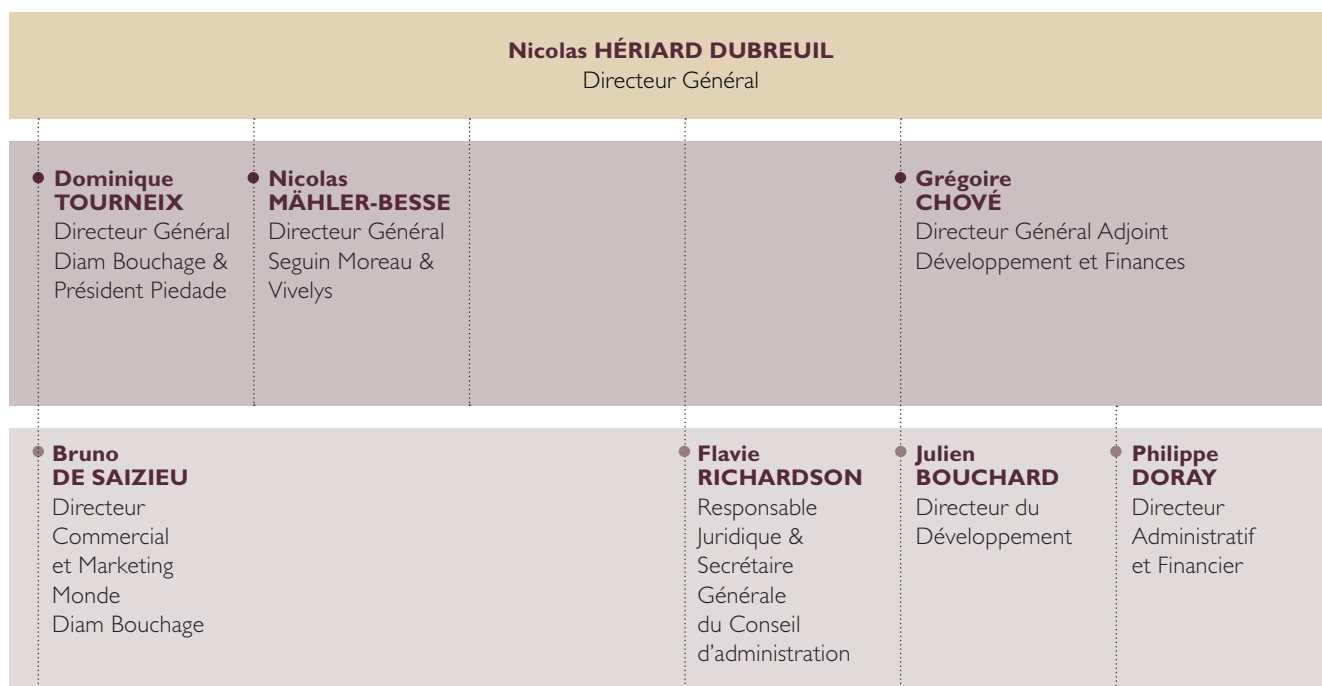 Nicolas HÉRIARD DUBREUIL
Directeur Général
Dominique
TOURNEIX
Directeur Général
Diam Bouchage &
Président Piedade
Nicolas
MÄHLER-BESSE
Directeur Général
Seguin Moreau &
Vivelys
Grégoire
CHOVÉ
Directeur Général Adjoint
Développement et Finances
Bruno
DE SAIZIEU
Directeur
Commercial
et Marketing
Monde
Diam Bouchage
Flavie
RICHARDSON
Responsable
Juridique &
Secrétaire
Générale
du Conseil
d’administration
Julien
BOUCHARD
Directeur du
Développement
Philippe
DORAY
Directeur
Administratif
et Financier